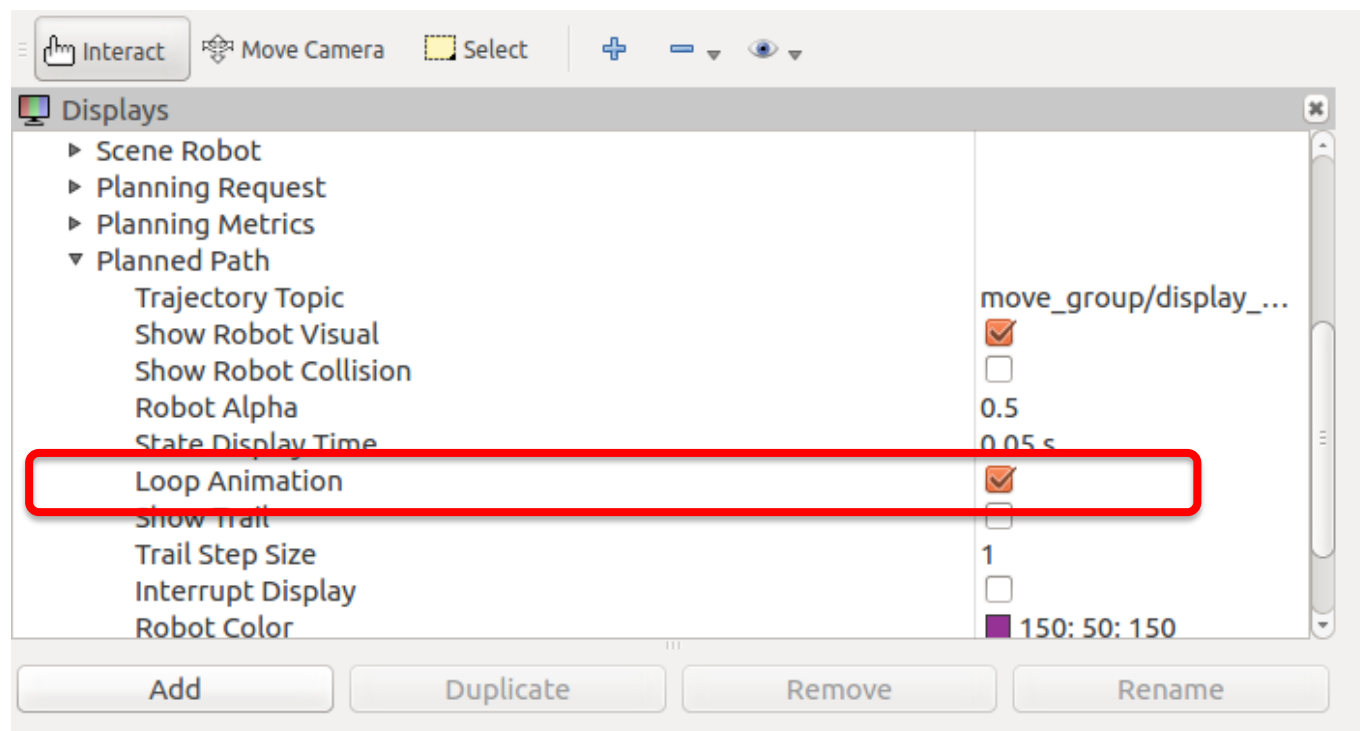 Interact Move Camera Select
Displays
Scene Robot
Planning Request
Planning Metrics
Planned Path
Trajectory Topic move_group/display_...
Show Robot Visual
Show Robot Collision
Robot Alpha 0.5
State Display Time 0.05 s
Loop Animation
Show Trail
Trail Step Size 1
Interrupt Display
Robot Color 150; 50; 150
Add Duplicate Remove Rename